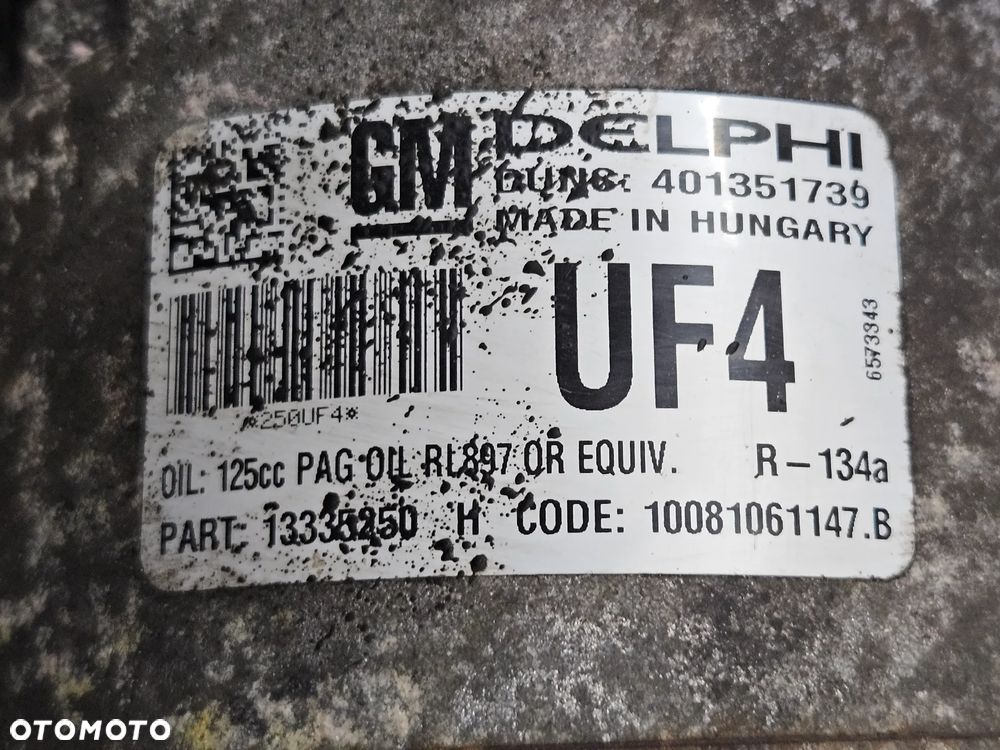 GM
DELPHI
DUNS: 401351739
MADE IN HUNGARY
UF4
6573343
*250UF4*
OIL: 125cc PAG OIL RL897 OR EQUIV. R-134a
PART: 13335250 H CODE: 10081061147.B
OTOMOTO